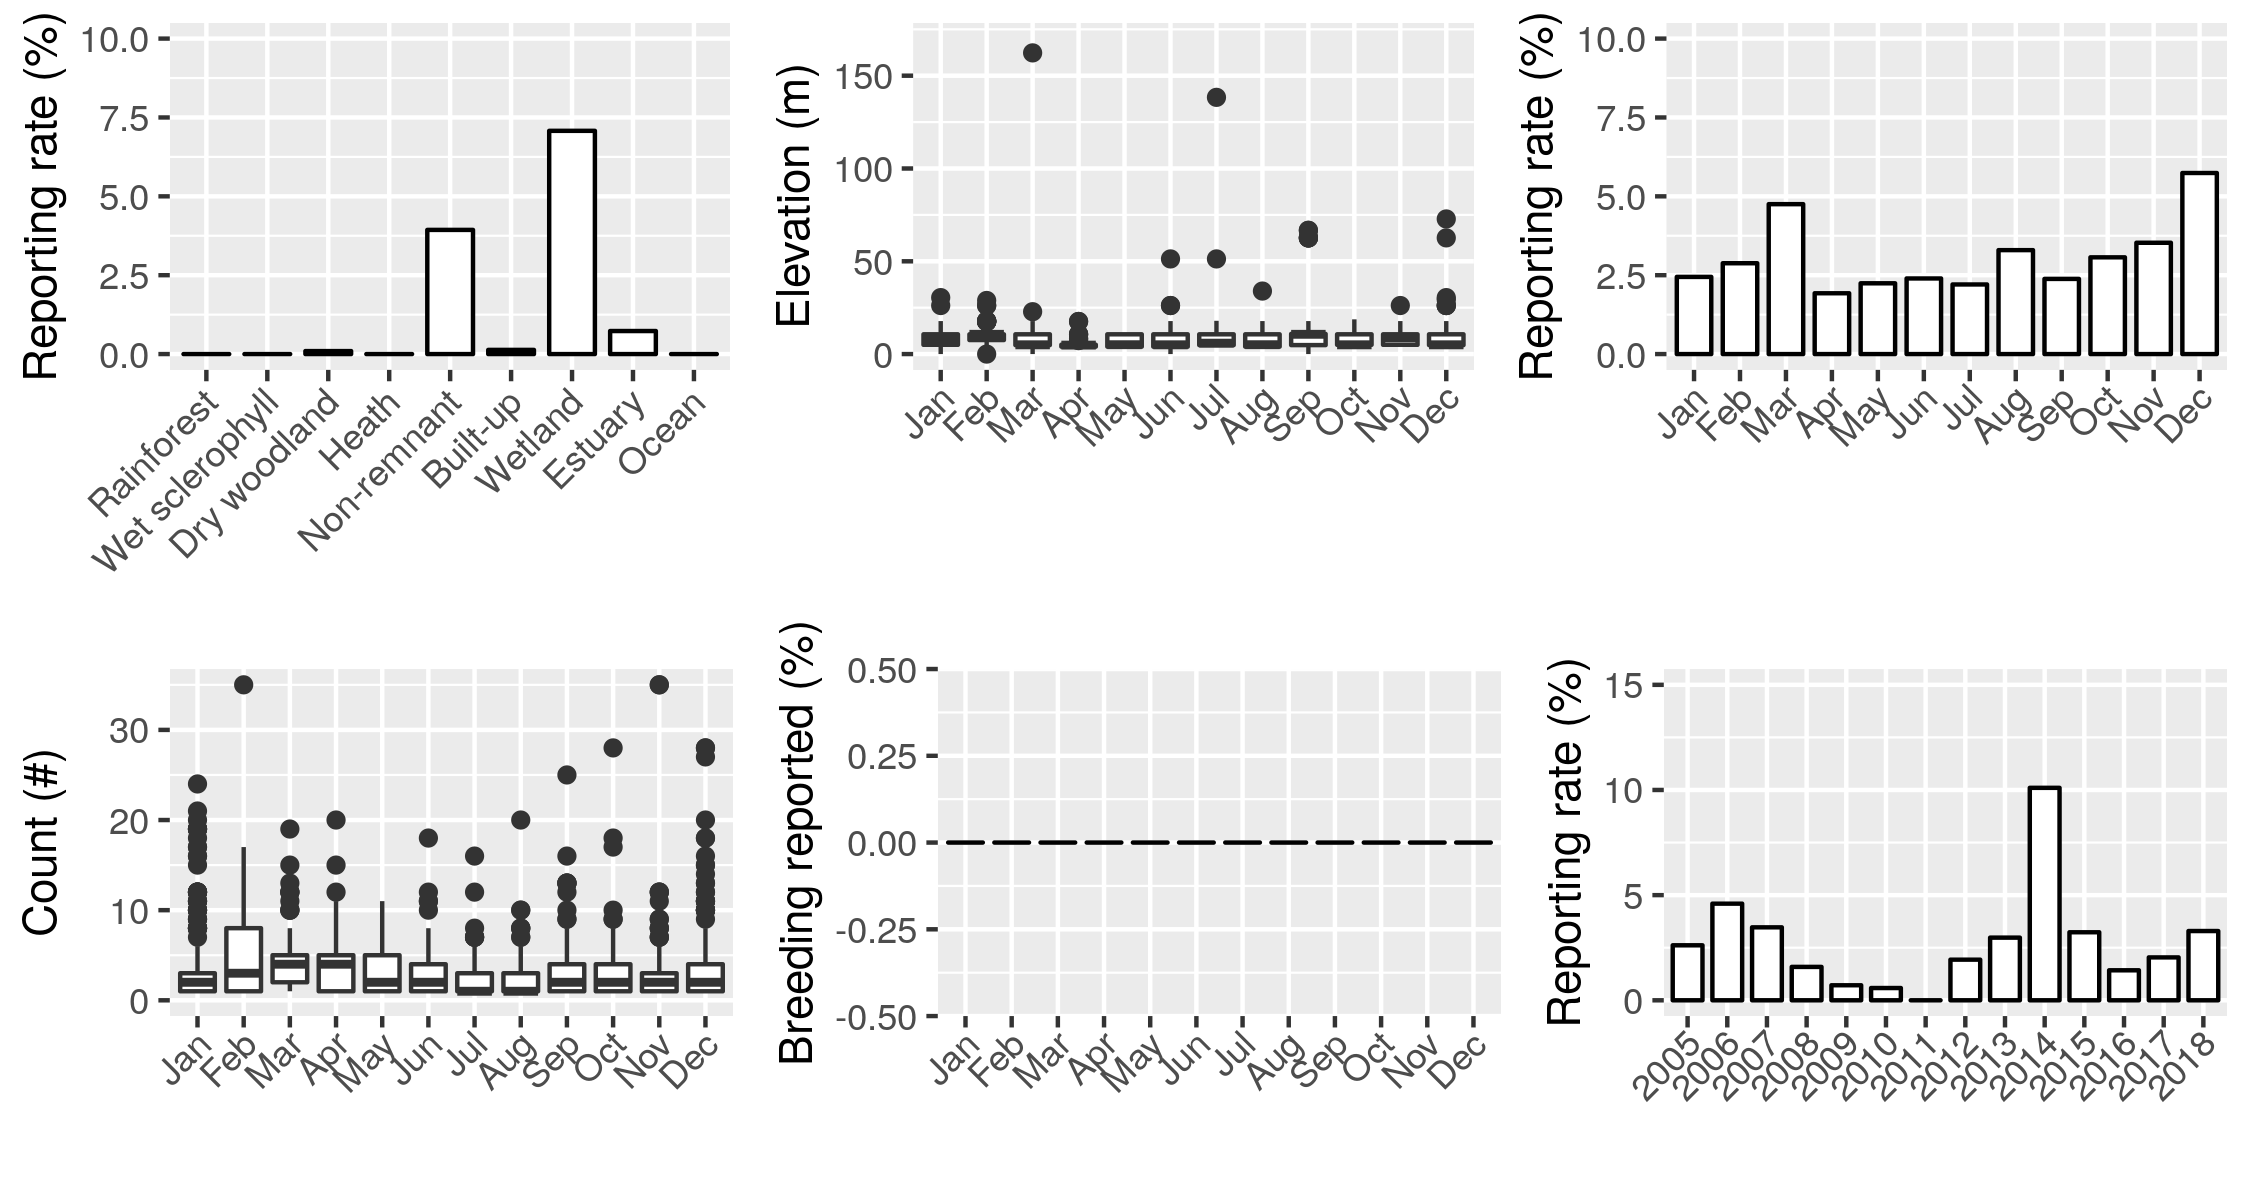 Reporting rate (%)
10.0
7.5
5.0
2.5
0.0
Rainforest
Wet sclerophyll
Dry woodland
Heath
Non-remnant
Built-up
Wetland
Estuary
Ocean
Elevation (m)
150
100
50
0
Jan
Feb
Mar
Apr
May
Jun
Jul
Aug
Sep
Oct
Nov
Dec
Reporting rate (%)
10.0
7.5
5.0
2.5
0.0
Jan
Feb
Mar
Apr
May
Jun
Jul
Aug
Sep
Oct
Nov
Dec
Count (#)
30
20
10
0
Jan
Feb
Mar
Apr
May
Jun
Jul
Aug
Sep
Oct
Nov
Dec
Breeding reported (%)
0.50
0.25
0.00
-0.25
-0.50
Jan
Feb
Mar
Apr
May
Jun
Jul
Aug
Sep
Oct
Nov
Dec
Reporting rate (%)
15
10
5
0
2005
2006
2007
2008
2009
2010
2011
2012
2013
2014
2015
2016
2017
2018